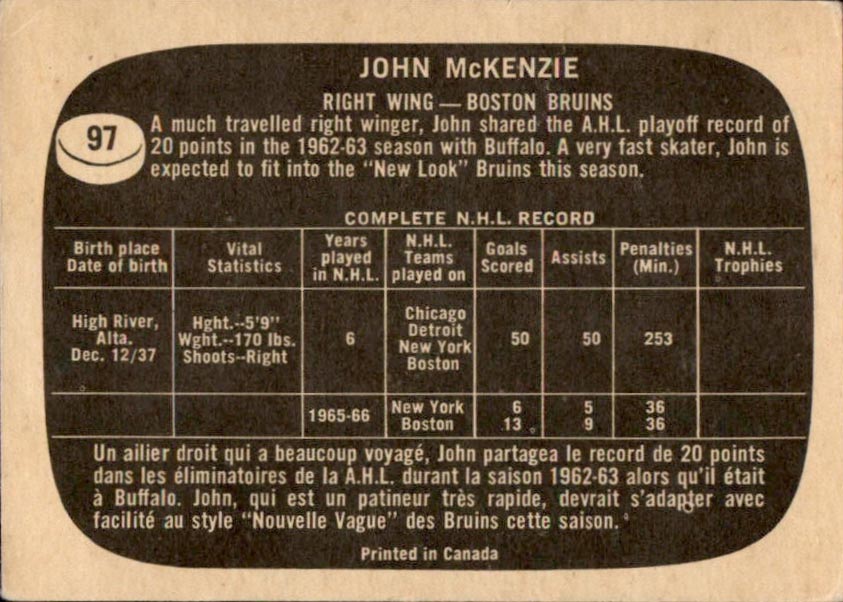 JOHN McKENZIE
RIGHT WING — BOSTON BRUINS
97
A much travelled right winger, John shared the A.H.L. playoff record of
20 points in the 1962-63 season with Buffalo. A very fast skater, John is
expected to fit into the "New Look" Bruins this season.
COMPLETE N.H.L. RECORD
Birth place
Date of birth
Vital
Statistics
Years
played
in N.H.L.
N.H.L.
Teams
played on
Goals
Scored
Assists
Penalties
(Min.)
N.H.L.
Trophies
High River,
Alta.
Dec. 12/37
Hght.--5'9''
Wght.--170 lbs.
Shoots--Right
6
Chicago
Detroit
New York
Boston
50
50
253
1965-66
New York
Boston
6
13
5
9
36
36
Un ailier droit qui a beaucoup voyagé, John partagea le record de 20 points
dans les éliminatoires de la A.H.L. durant la saison 1962-63 alors qu'il était
à Buffalo. John, qui est un patineur très rapide, devrait s'adapter avec
facilité au style "Nouvelle Vague" des Bruins cette saison.
Printed in Canada